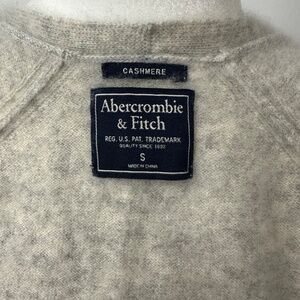 CASHMERE
Abercrombie
& Fitch
REG. U.S. PAT. TRADEMARK
QUALITY SINCE 1892
S
MADE IN CHINA